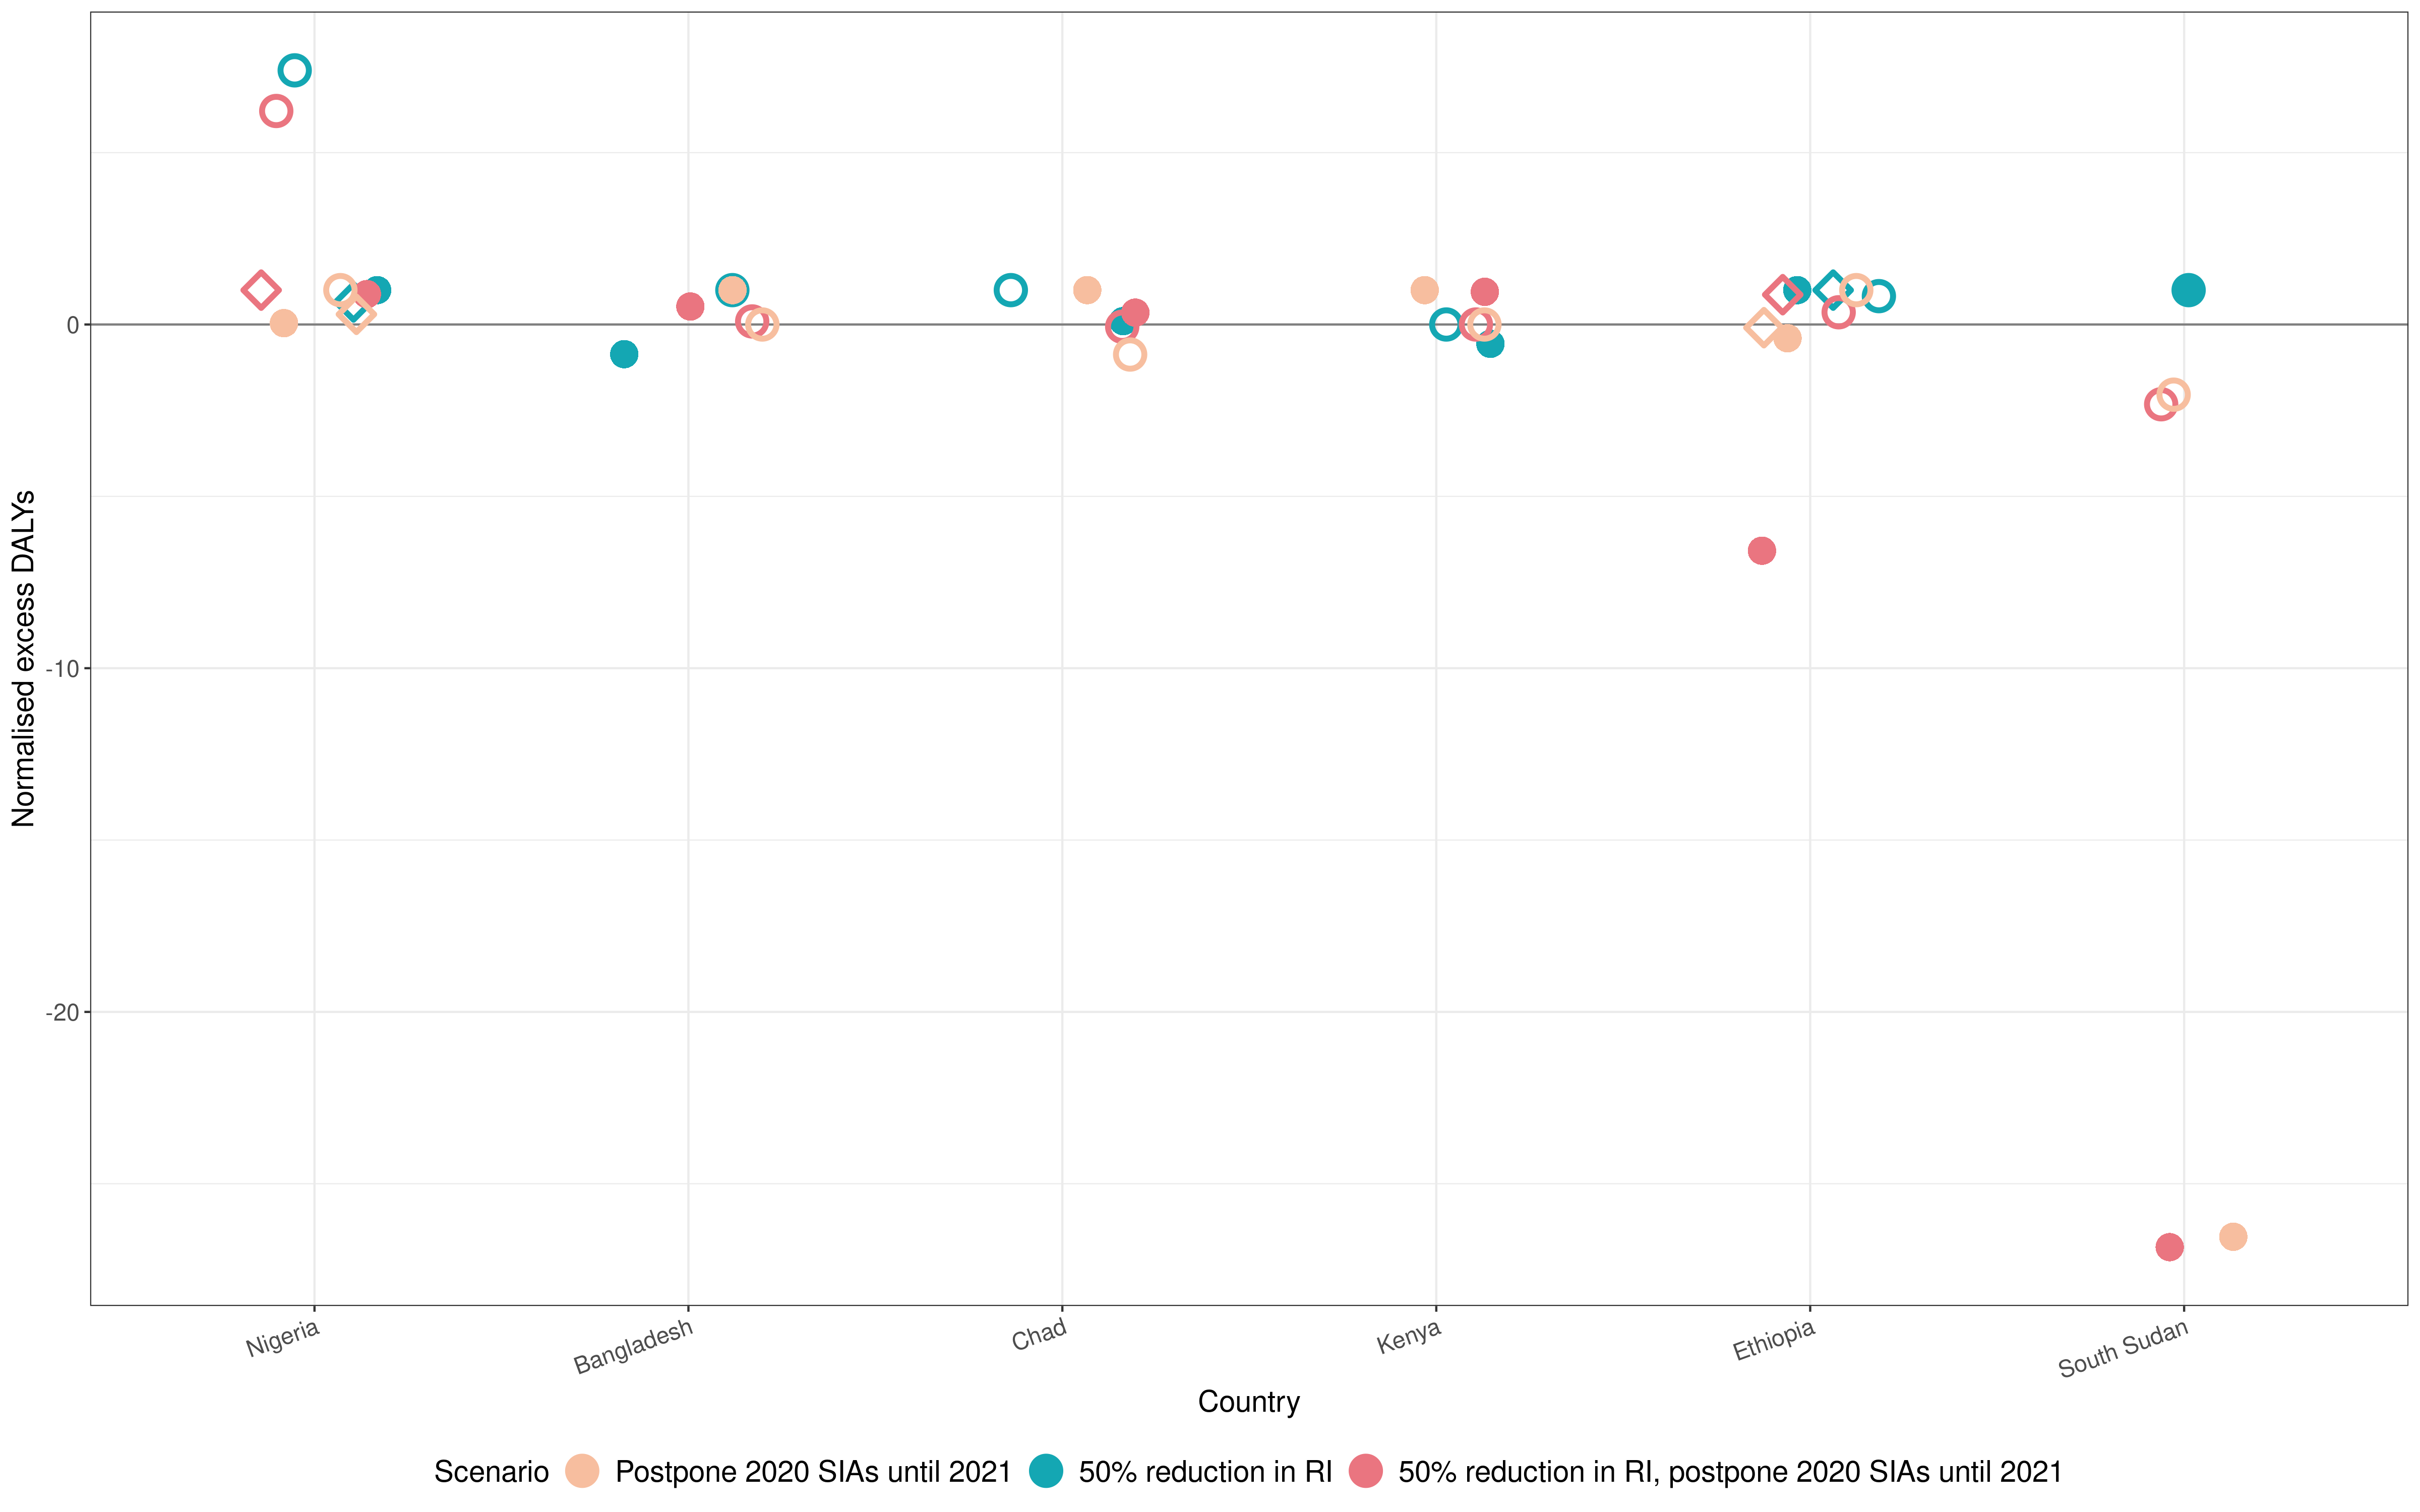 Normalised excess DALYs
0
-10
-20
Nigeria
Bangladesh
Chad
Kenya
Ethiopia
South Sudan
Country
Scenario Postpone 2020 SIAs until 2021 50% reduction in RI 50% reduction in RI, postpone 2020 SIAs until 2021